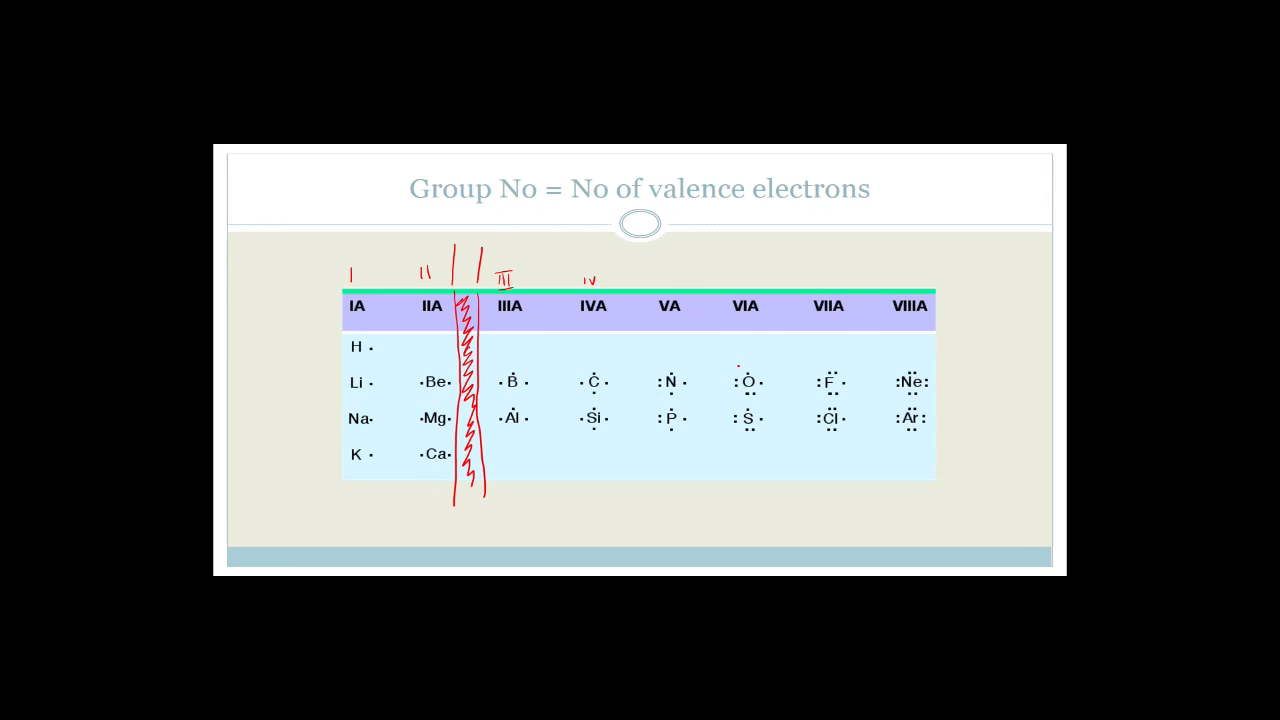 Group No = No of valence electrons
I II III IV
IA IIA IIIA IVA VA VIA VIIA VIIIA
H
Li Be B C N O F Ne
Na Mg Al Si P S Cl Ar
K Ca